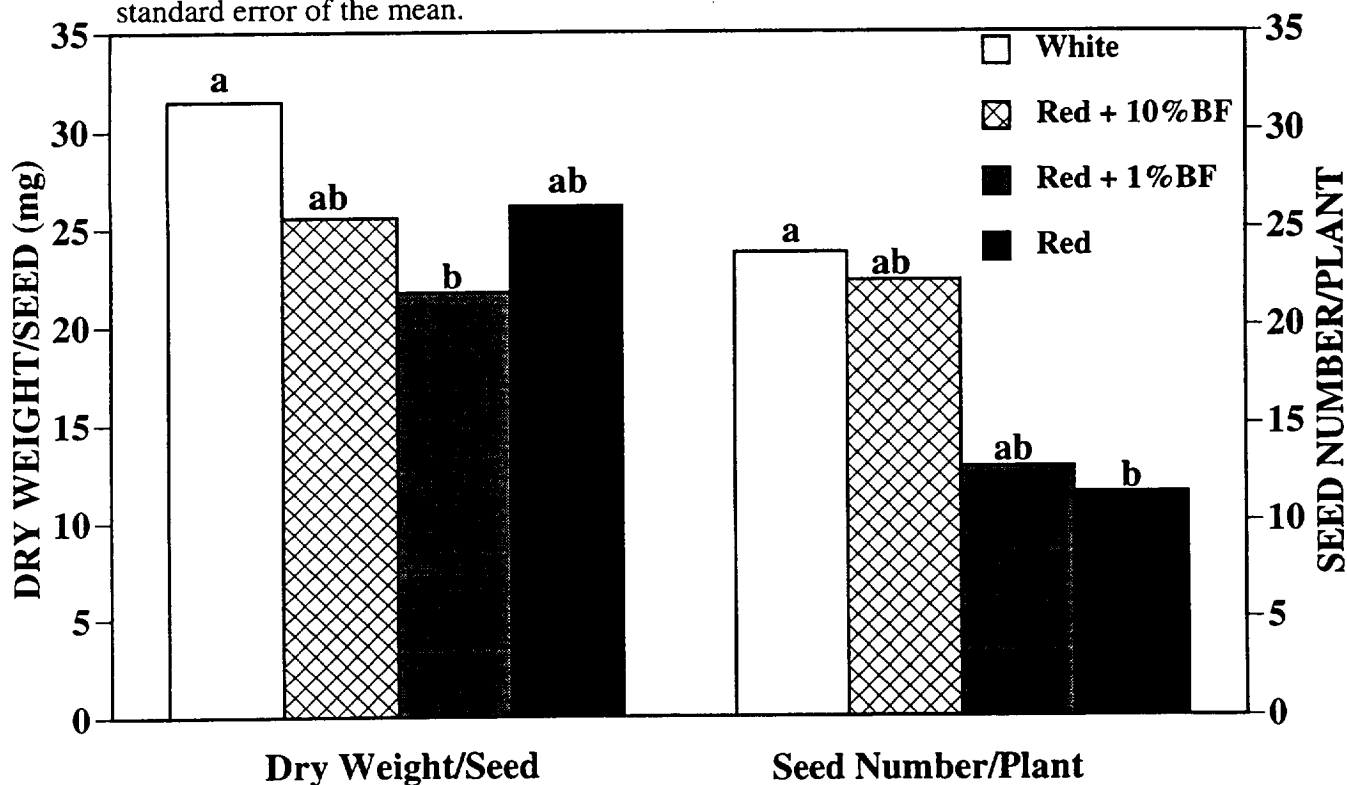 standard error of the mean.
35
30
25
20
15
10
5
0
DRY WEIGHT/SEED (mg)
a
ab
b
ab
a
ab
ab
b
White
Red + 10%BF
Red + 1%BF
Red
35
30
25
20
15
10
5
0
SEED NUMBER/PLANT
Dry Weight/Seed
Seed Number/Plant